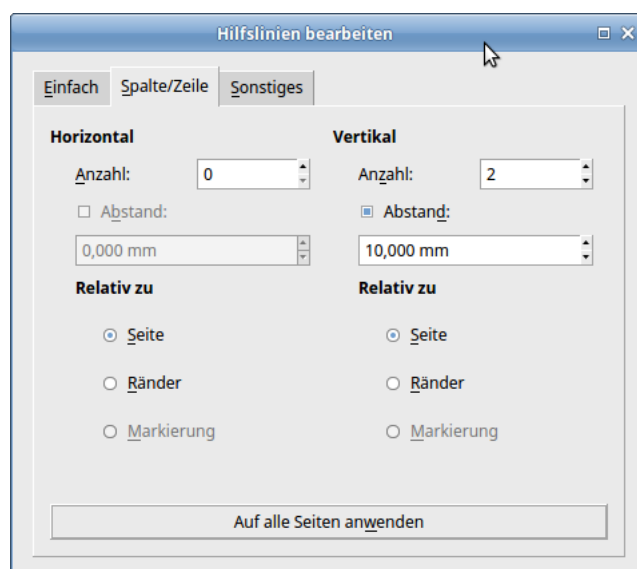 Hilfslinien bearbeiten
Einfach Spalte/Zeile Sonstiges
Horizontal Vertikal
Anzahl: 0 Anzahl: 2
Abstand: Abstand:
0,000 mm 10,000 mm
Relativ zu Relativ zu
Seite Seite
Ränder Ränder
Markierung Markierung
Auf alle Seiten anwenden